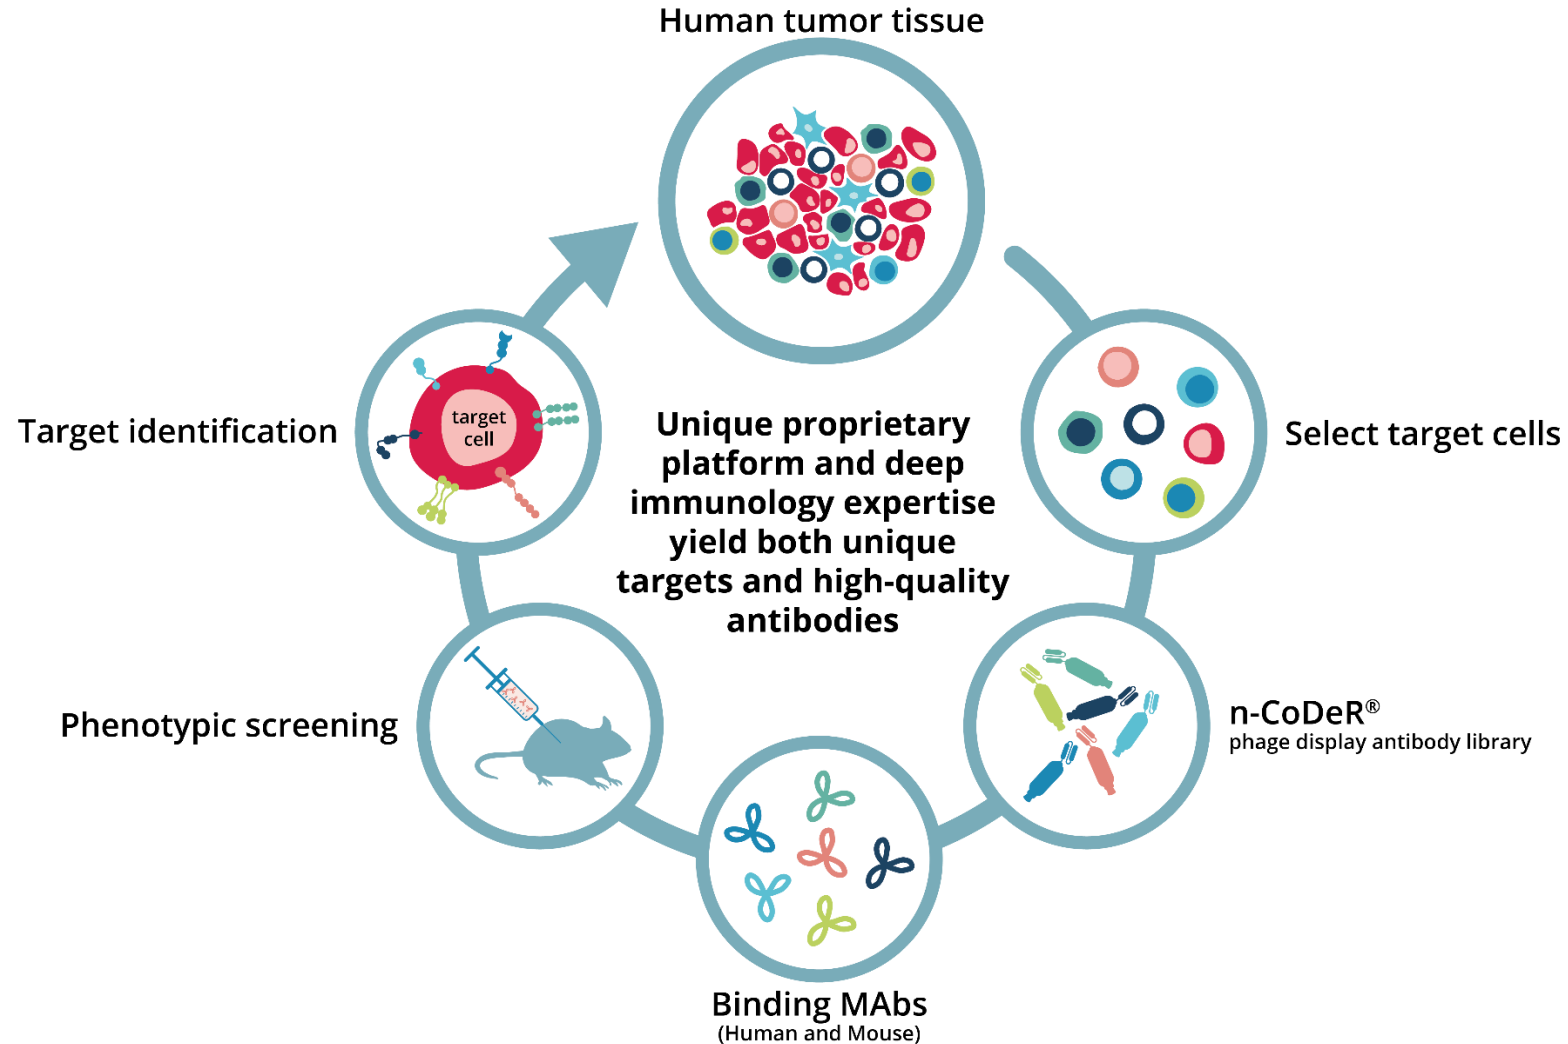 Human tumor tissue
Select target cells
n-CoDeR®
phage display antibody library
Binding MAbs
(Human and Mouse)
Phenotypic screening
Target identification
target
cell
Unique proprietary
platform and deep
immunology expertise
yield both unique
targets and high-quality
antibodies